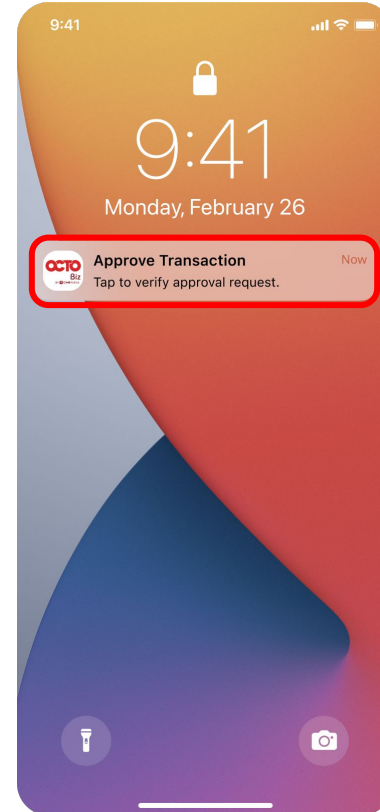 9:41
9:41
Monday, February 26
OCTO
Biz
Approve Transaction
Now
Tap to verify approval request.